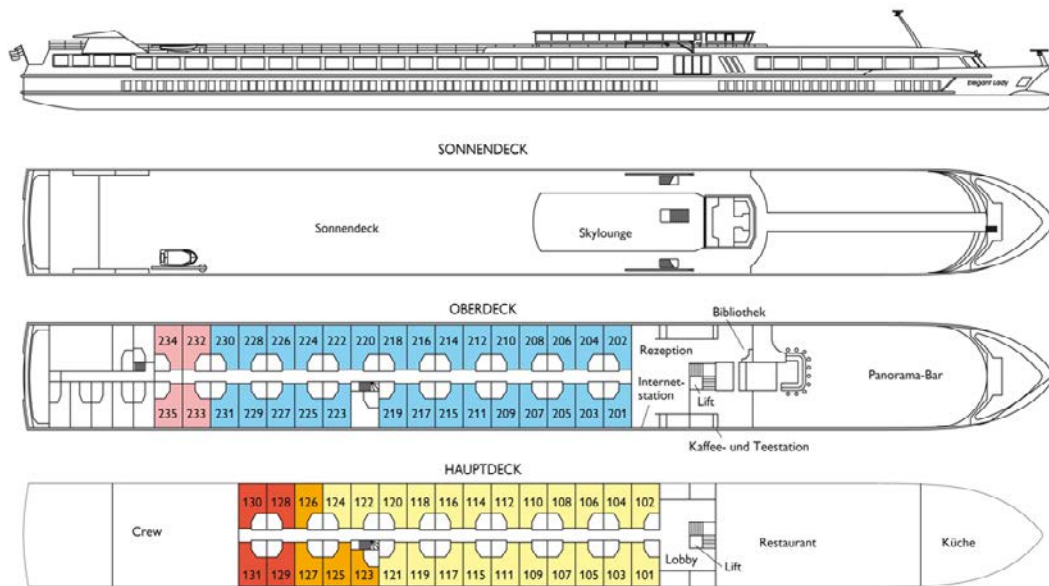 Elegant Lady
SONNENDECK
Sonnendeck
Skylounge
OBERDECK
Bibliothek
234 232 230 228 226 224 222 220 218 216 214 212 210 208 206 204 202
Rezeption
Internet-
station
Lift
Panorama-Bar
235 233 231 229 227 225 223 219 217 215 211 209 207 205 203 201
Kaffee- und Teestation
HAUPTDECK
130 128 126 124 122 120 118 116 114 112 110 108 106 104 102
Crew
Lobby
Restaurant
Küche
Lift
131 129 127 125 123 121 119 117 115 111 109 107 105 103 101